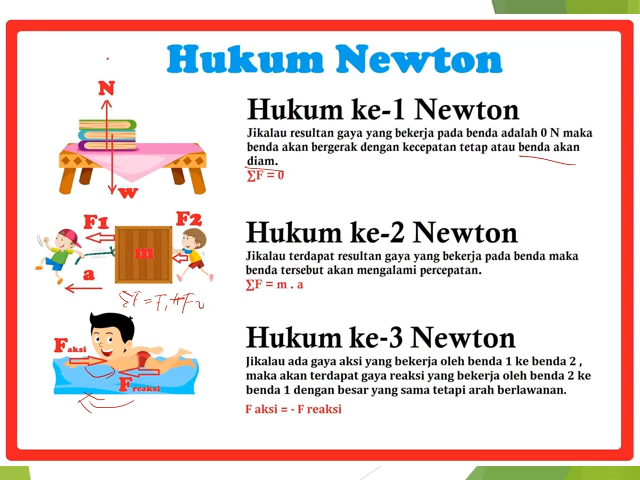 Hukum Newton
N
W
Hukum ke-1 Newton
Jikalau resultan gaya yang bekerja pada benda adalah 0 N maka
benda akan bergerak dengan kecepatan tetap atau benda akan
diam.
∑F = 0
F1
F2
m
a
∑F = F1 + F2
Hukum ke-2 Newton
Jikalau terdapat resultan gaya yang bekerja pada benda maka
benda tersebut akan mengalami percepatan.
∑F = m . a
F aksi
F reaksi
Hukum ke-3 Newton
Jikalau ada gaya aksi yang bekerja oleh benda 1 ke benda 2 ,
maka akan terdapat gaya reaksi yang bekerja oleh benda 2 ke
benda 1 dengan besar yang sama tetapi arah berlawanan.
F aksi = - F reaksi